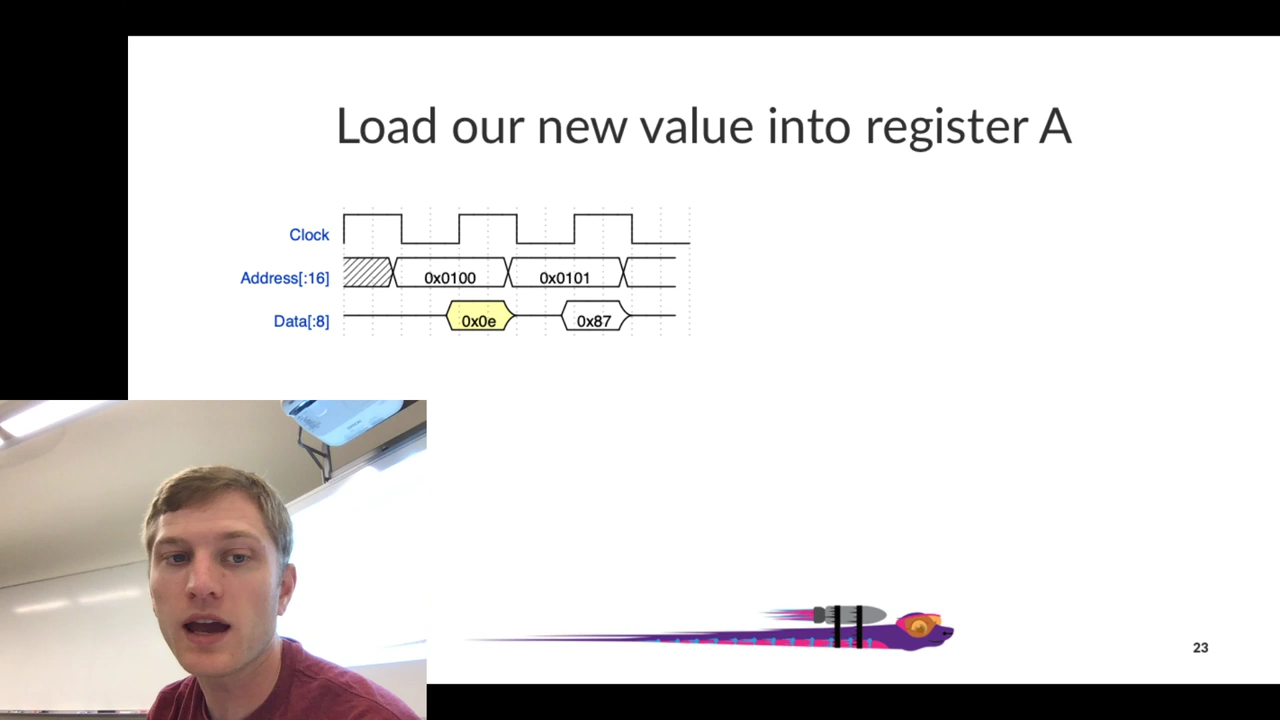 Load our new value into register A
Clock
Address[:16] 0x0100 0x0101
Data[:8] 0x0e 0x87
23